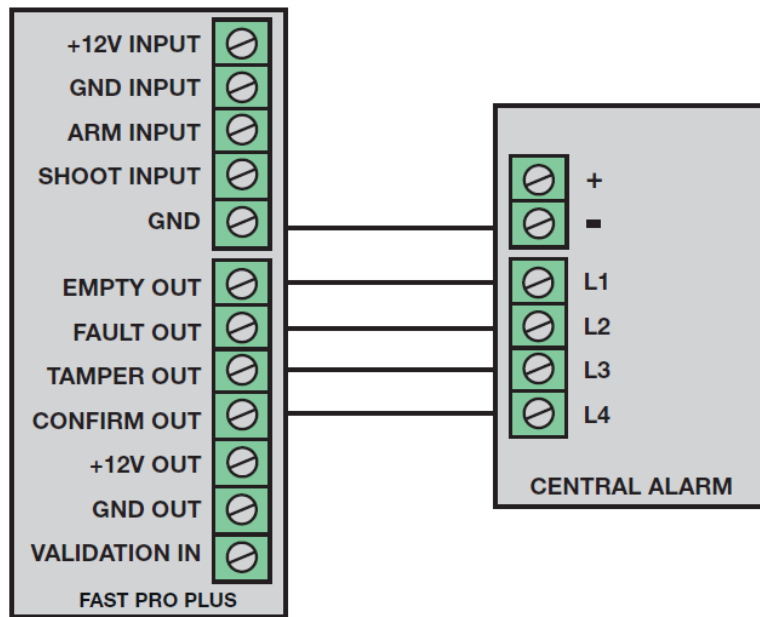 +12V INPUT
GND INPUT
ARM INPUT
SHOOT INPUT
GND
EMPTY OUT
FAULT OUT
TAMPER OUT
CONFIRM OUT
+12V OUT
GND OUT
VALIDATION IN
FAST PRO PLUS
+
-
L1
L2
L3
L4
CENTRAL ALARM